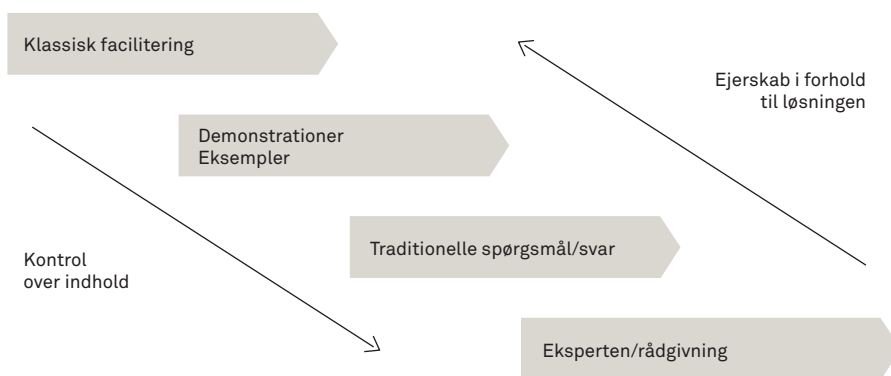 Klassisk facilitering
Ejerskab i forhold
til løsningen
Demonstrationer
Eksempler
Traditionelle spørgsmål/svar
Kontrol
over indhold
Eksperten/rådgivning